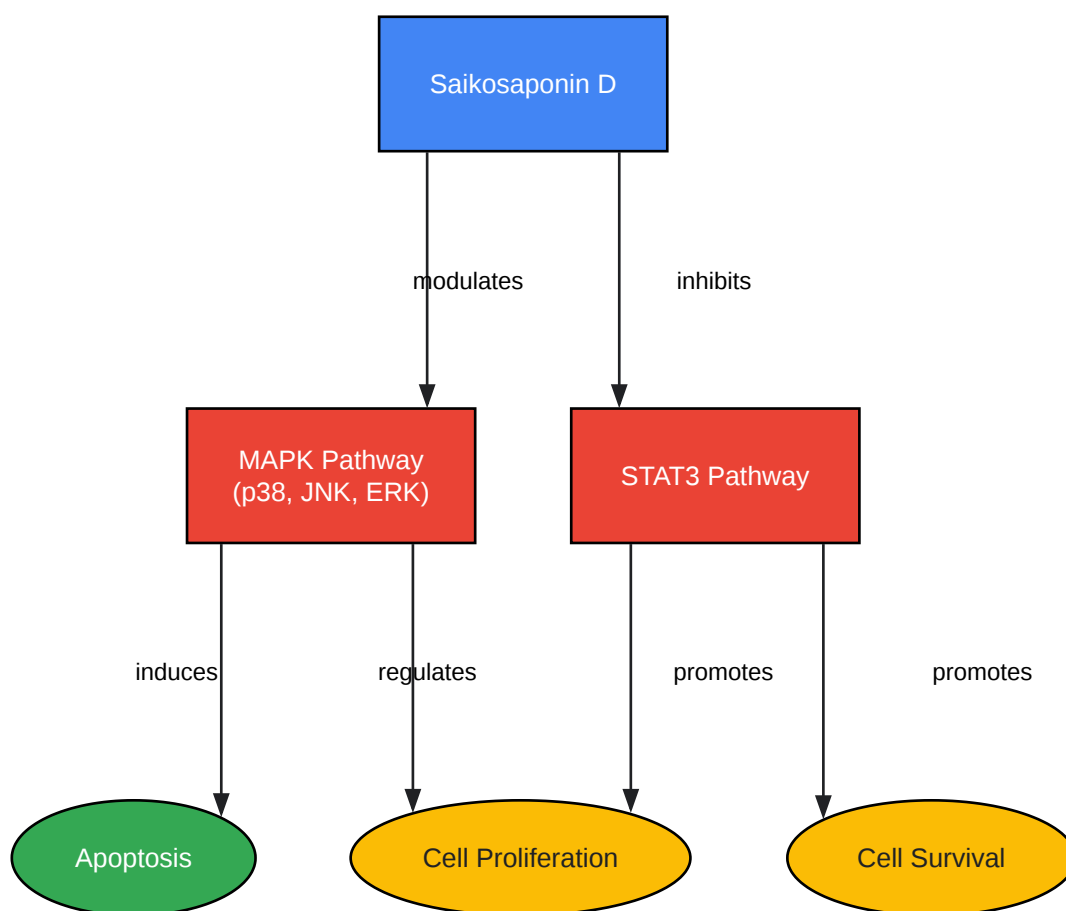 Saikosaponin D
modulates
inhibits
MAPK Pathway
(p38, JNK, ERK)
STAT3 Pathway
induces
regulates
promotes
promotes
Apoptosis
Cell Proliferation
Cell Survival